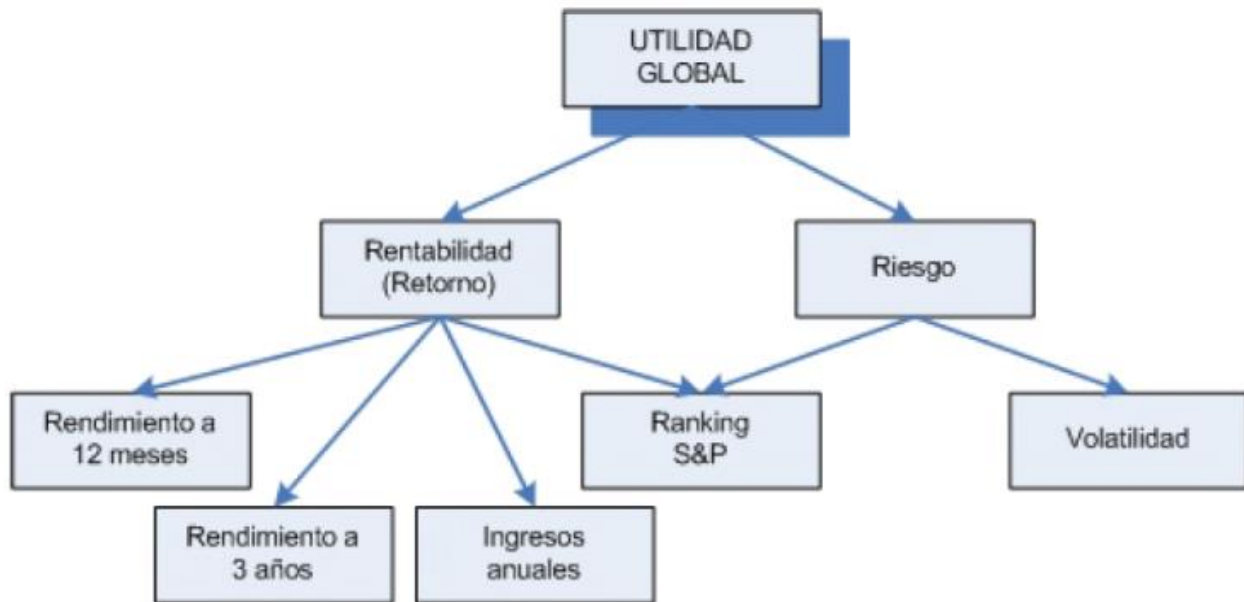 UTILIDAD
GLOBAL
Rentabilidad
(Retorno)
Riesgo
Rendimiento a
12 meses
Ranking
S&P
Volatilidad
Rendimiento a
3 años
Ingresos
anuales